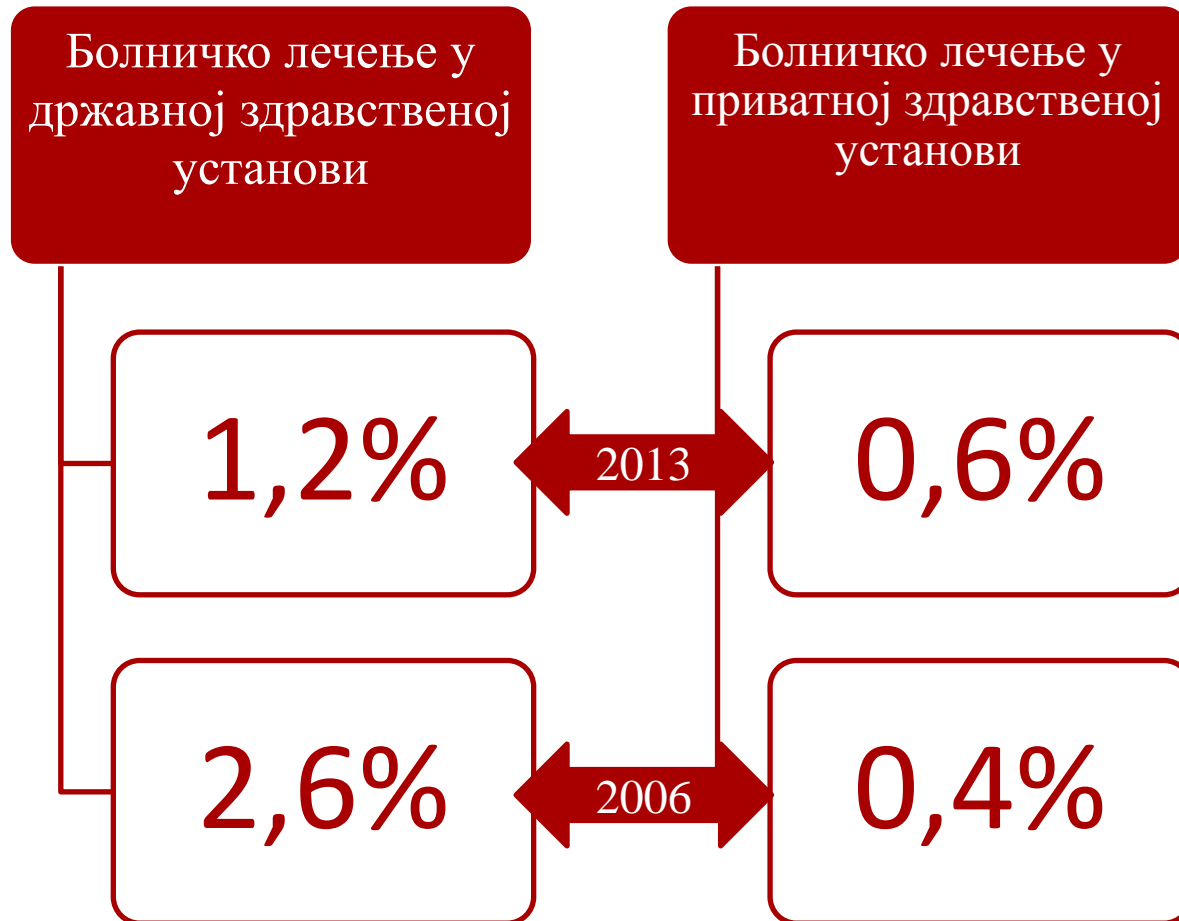 Болничко лечење у
државној здравственој
установи
Болничко лечење у
приватној здравственој
установи
1,2%
2013
0,6%
2,6%
2006
0,4%